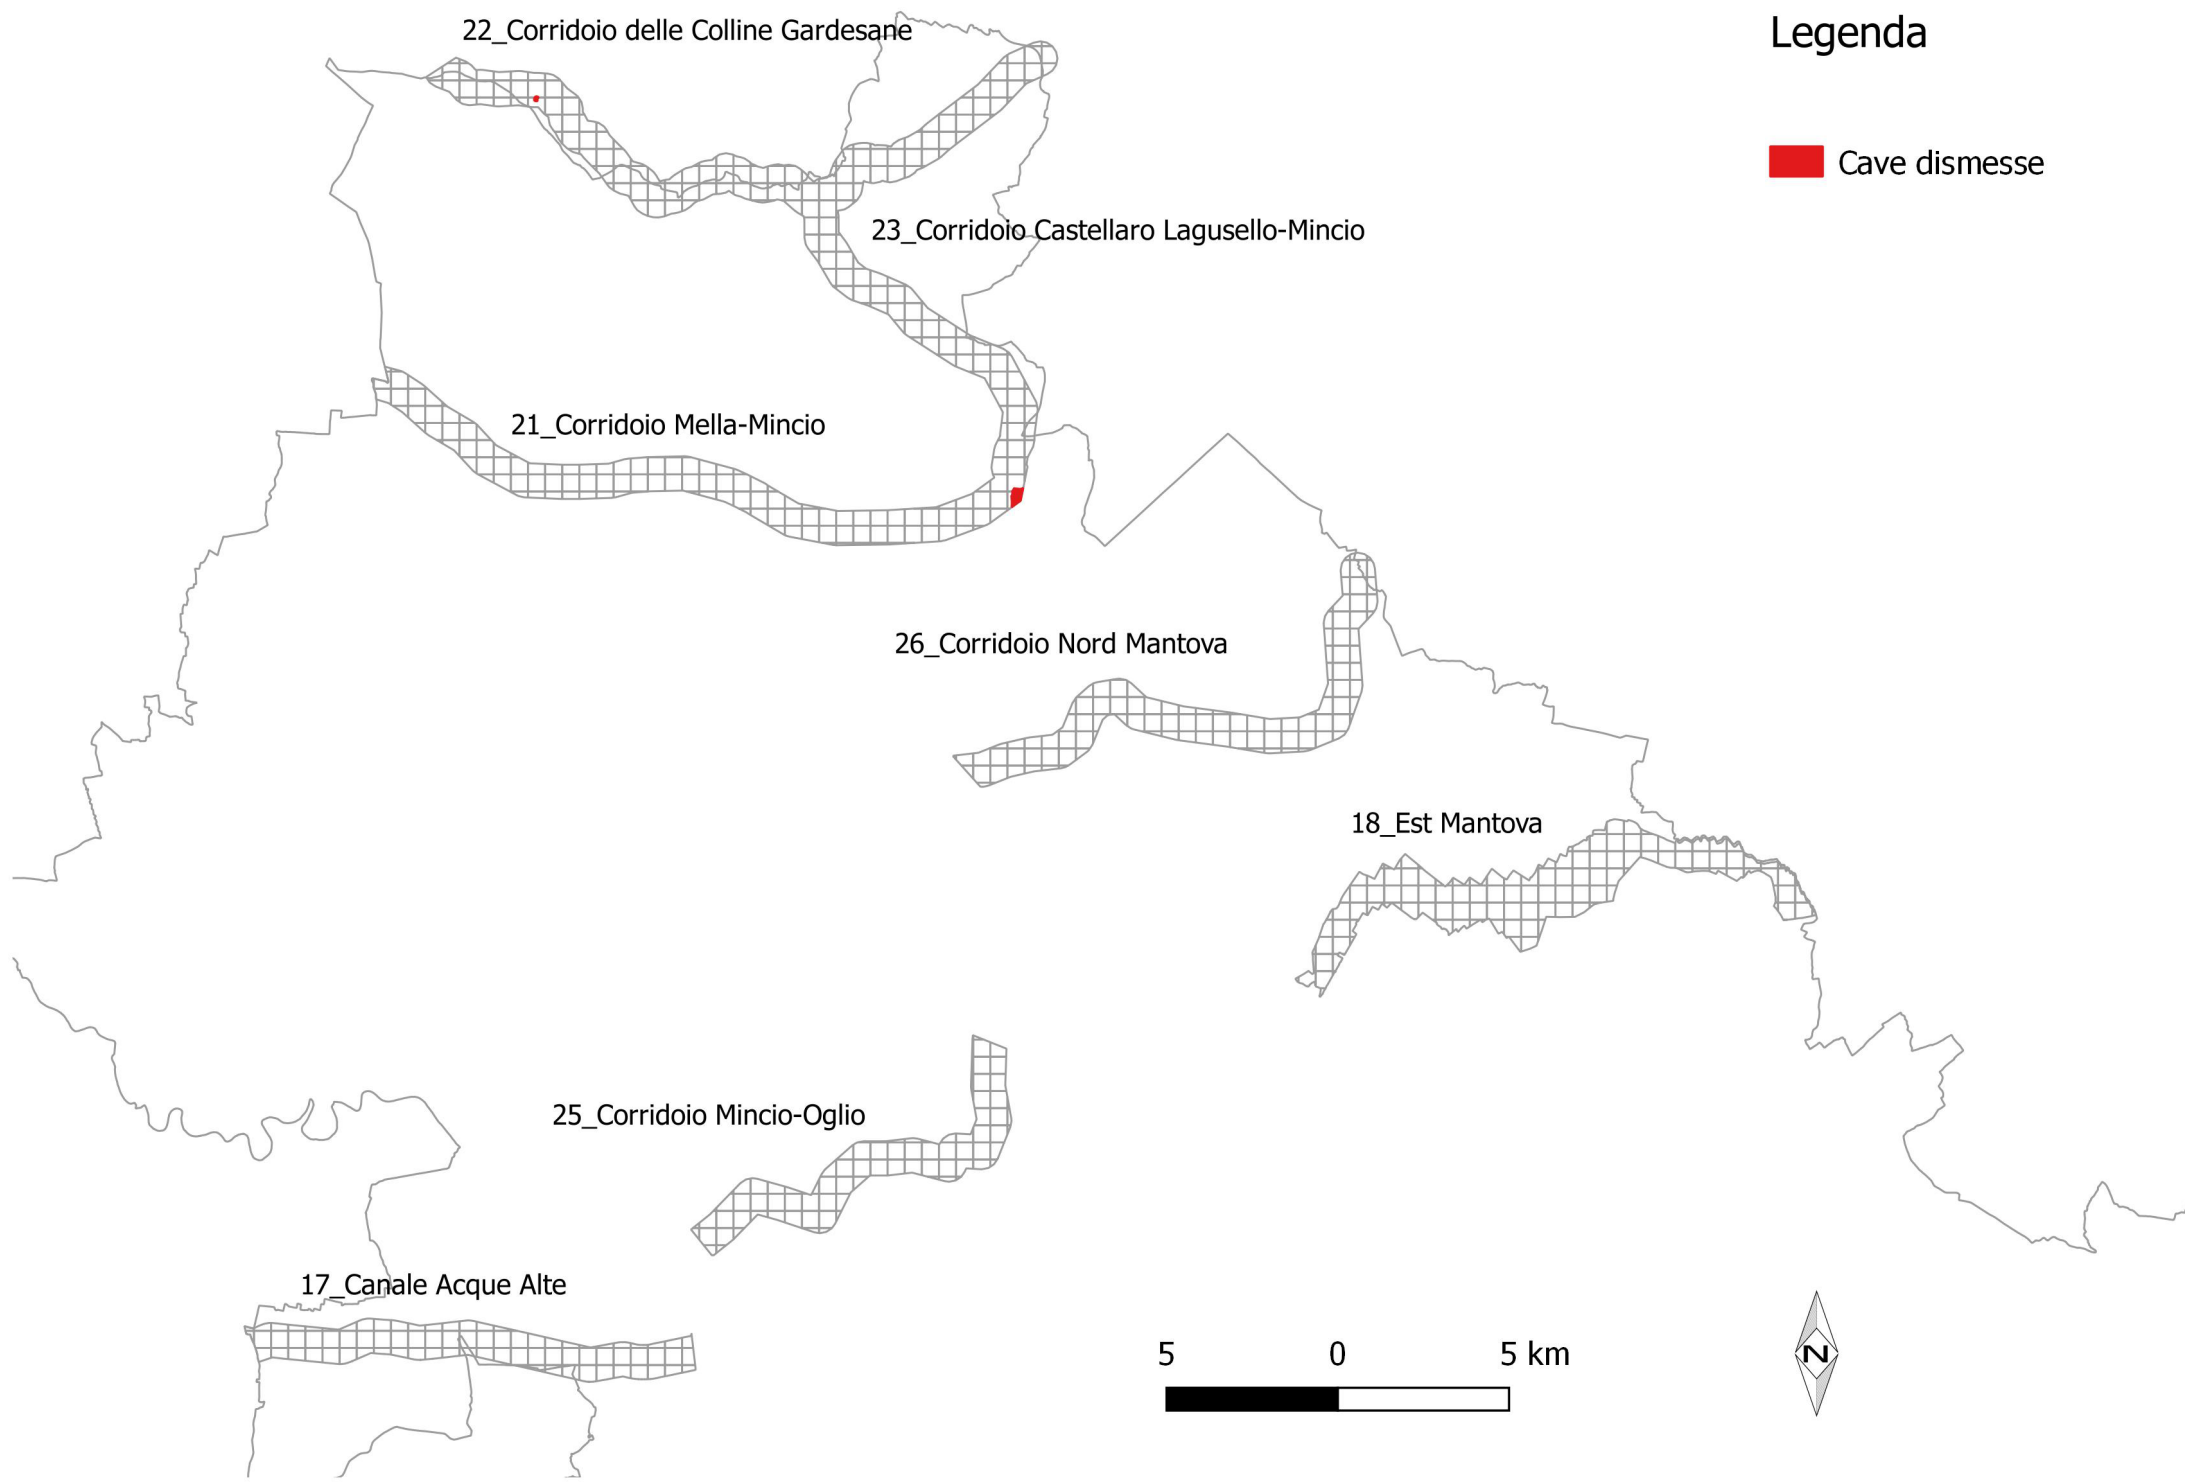 22_Corridoio delle Colline Gardesane
Legenda
Cave dismesse
23_Corridoio Castellaro Lagusello-Mincio
21_Corridoio Mella-Mincio
26_Corridoio Nord Mantova
18_Est Mantova
25_Corridoio Mincio-Oglio
17_Canale Acque Alte
5 0 5 km
N